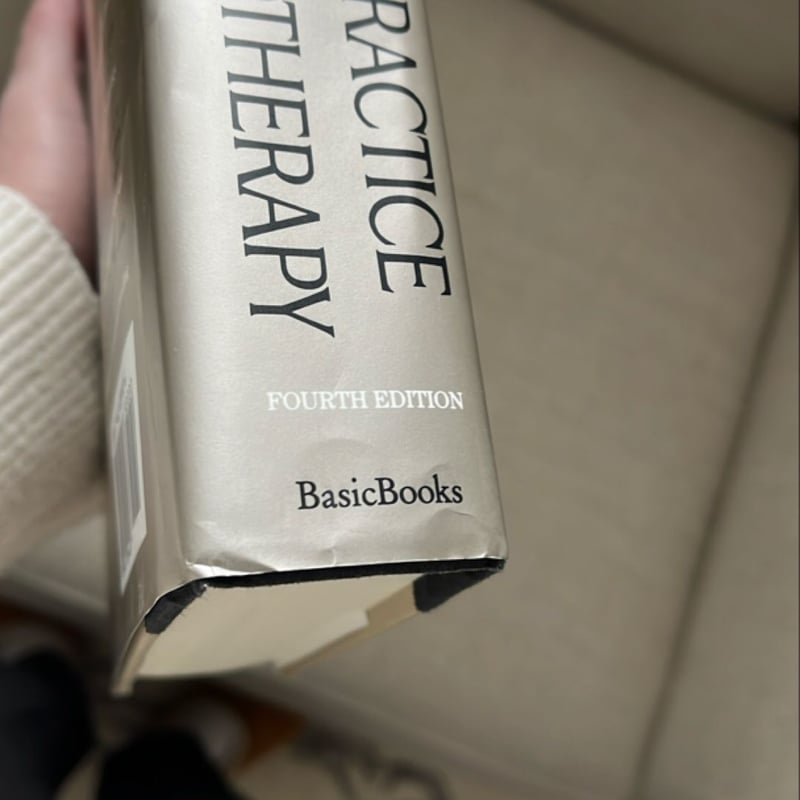 RACTICE
THERAPY
FOURTH EDITION
BasicBooks